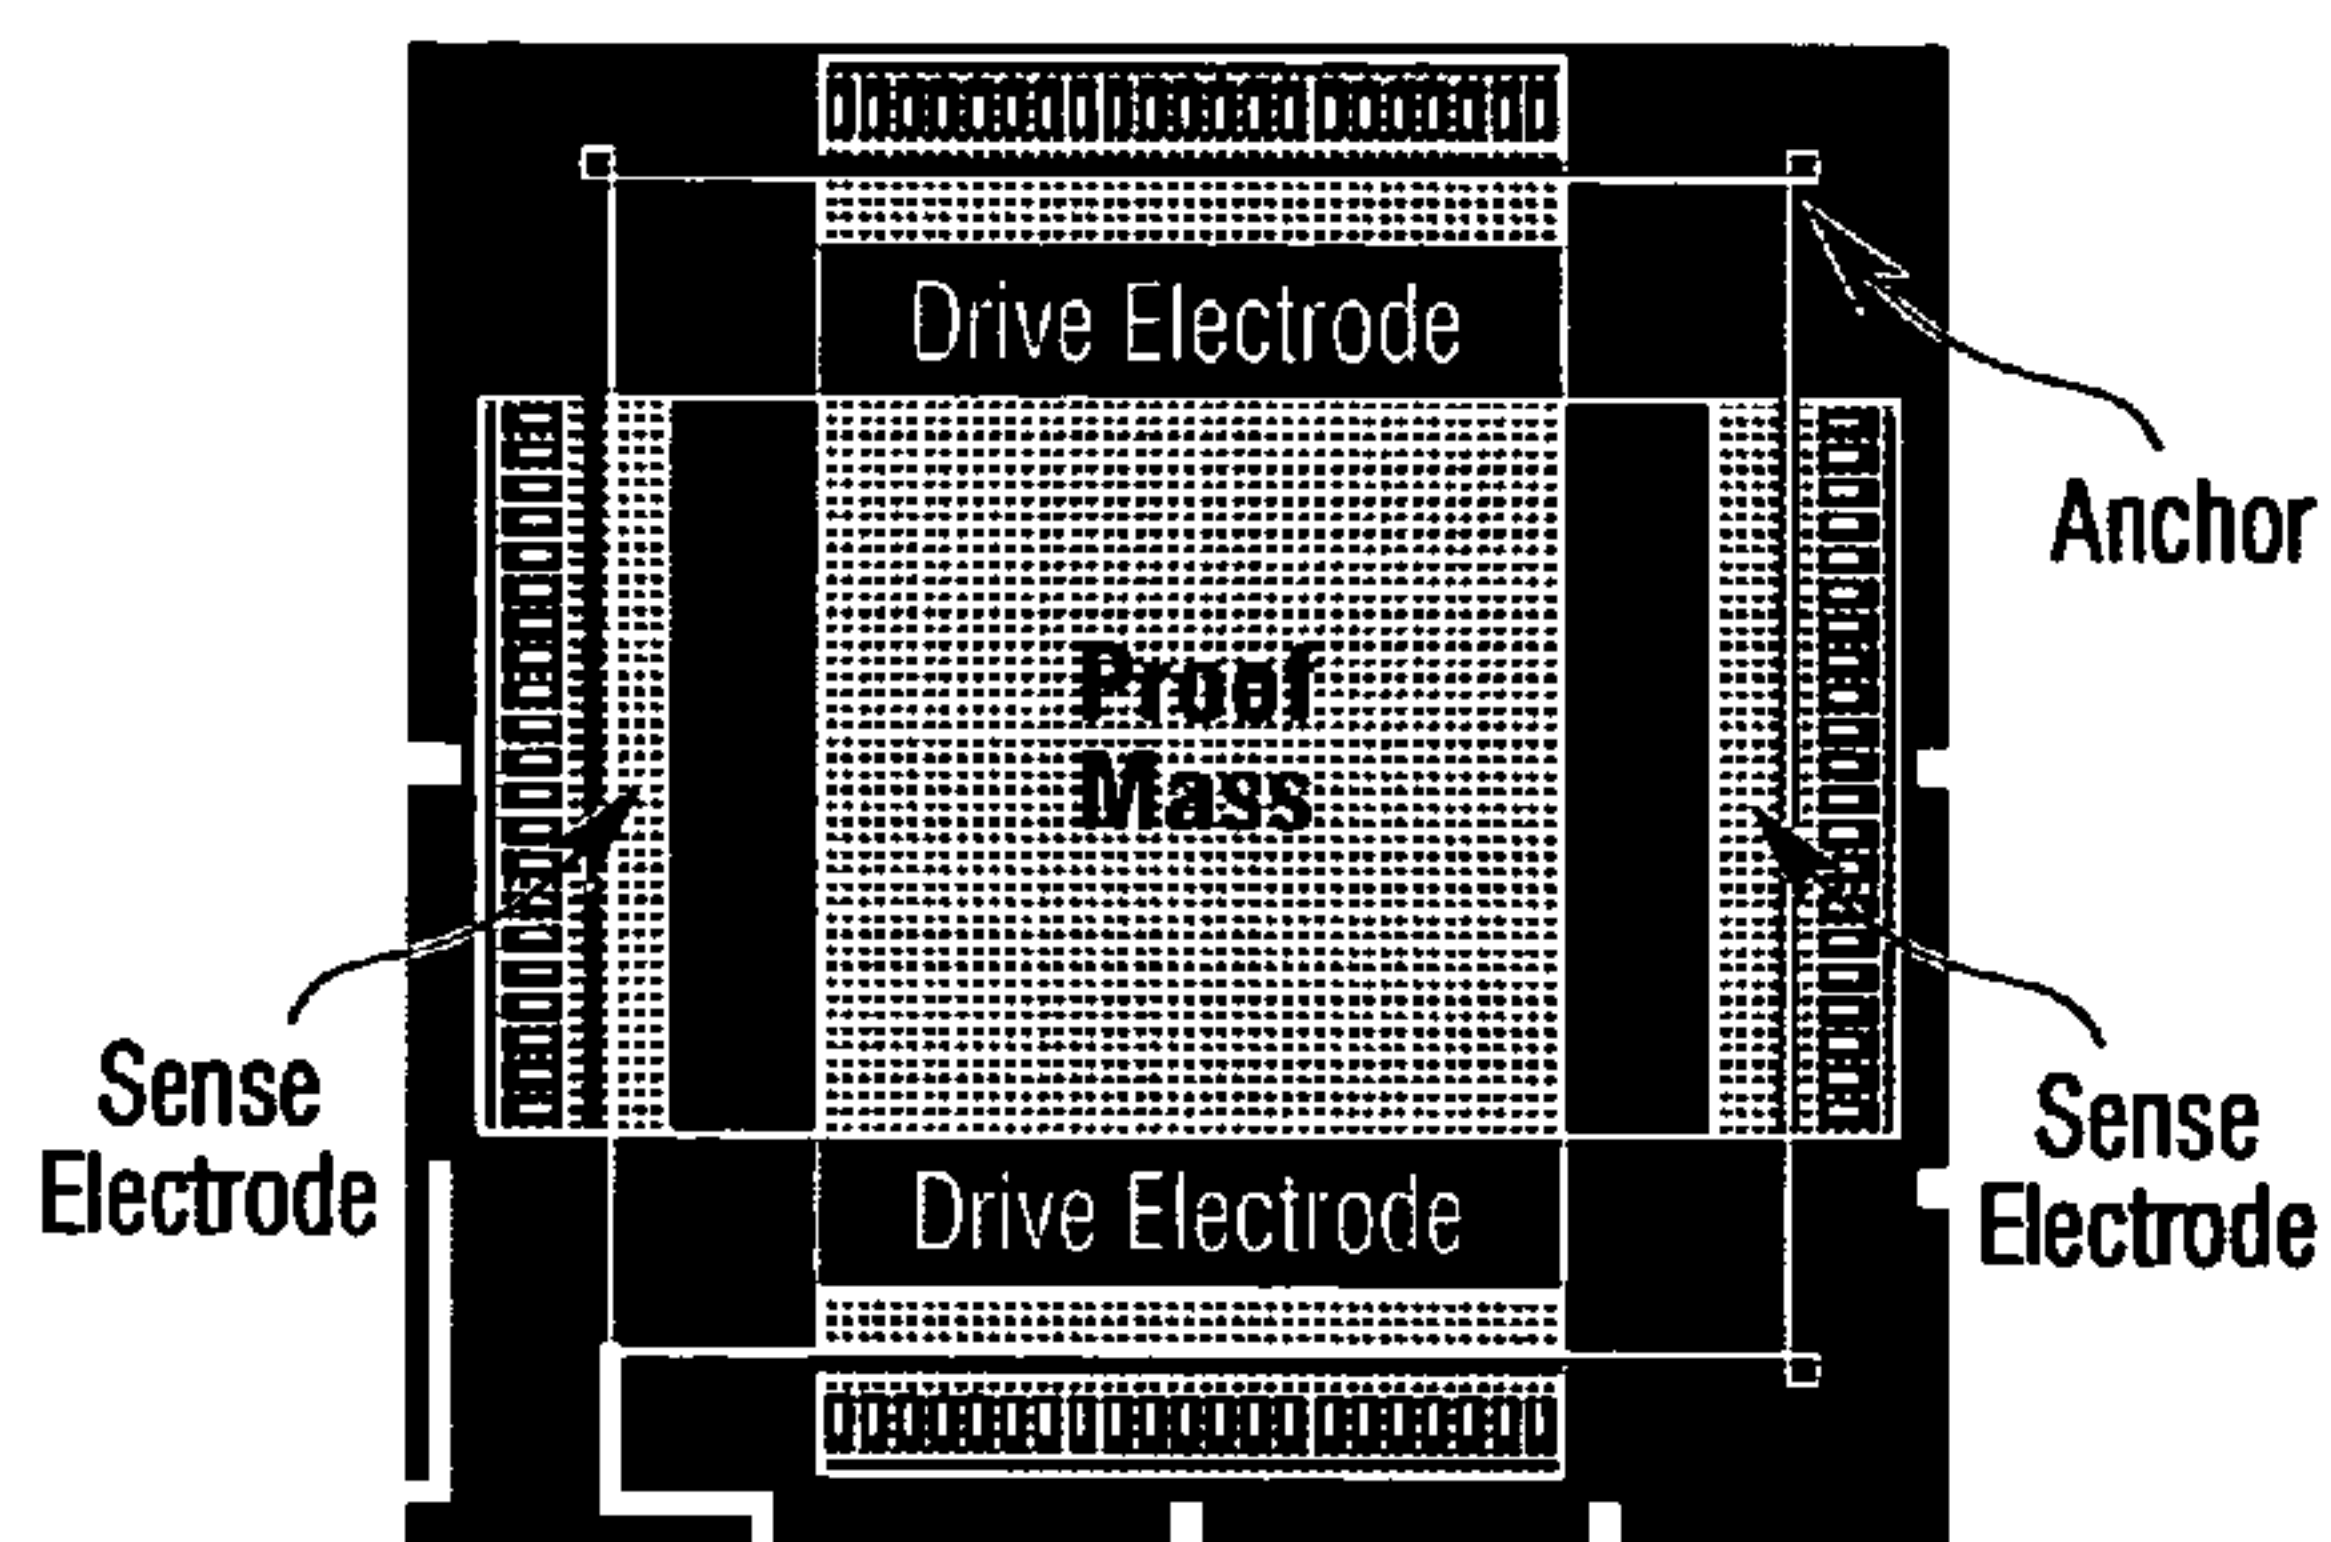 Drive Electrode
Anchor
Proof
Mass
Sense
Electrode
Sense
Electrode
Drive Electrode